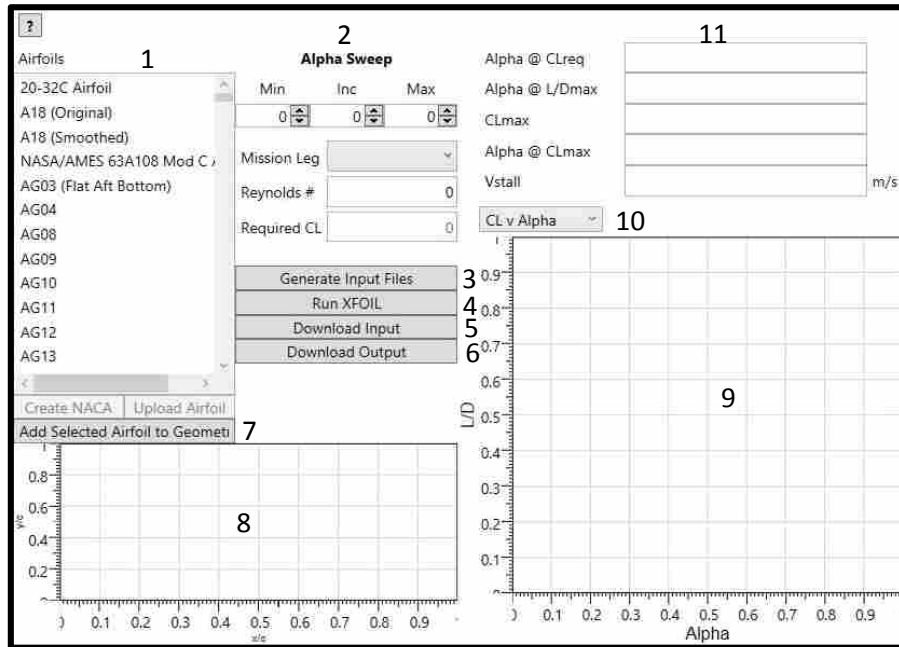 ?
Airfoils 1
20-32C Airfoil
A18 (Original)
A18 (Smoothed)
NASA/AMES 63A108 Mod C
AG03 (Flat Aft Bottom)
AG04
AG08
AG09
AG10
AG11
AG12
AG13
Create NACA Upload Airfoil
Add Selected Airfoil to Geomet 7
2
Alpha Sweep
Min Inc Max
0 0 0
Mission Leg
Reynolds # 0
Required CL 0
Generate Input Files 3
Run XFOIL 4
Download Input 5
Download Output 6
11
Alpha @ CLreq
Alpha @ L/Dmax
CLmax
Alpha @ CLmax
Vstall m/s
CL v Alpha 10
1
0.9
0.8
0.7
0.6
0.5
0.4
0.3
0.2
0.1
0
L/D
9
0.1 0.2 0.3 0.4 0.5 0.6 0.7 0.8 0.9
Alpha
1
0.8
0.6
0.4
0.2
0
y/c
8
0.1 0.2 0.3 0.4 0.5 0.6 0.7 0.8 0.9
x/c